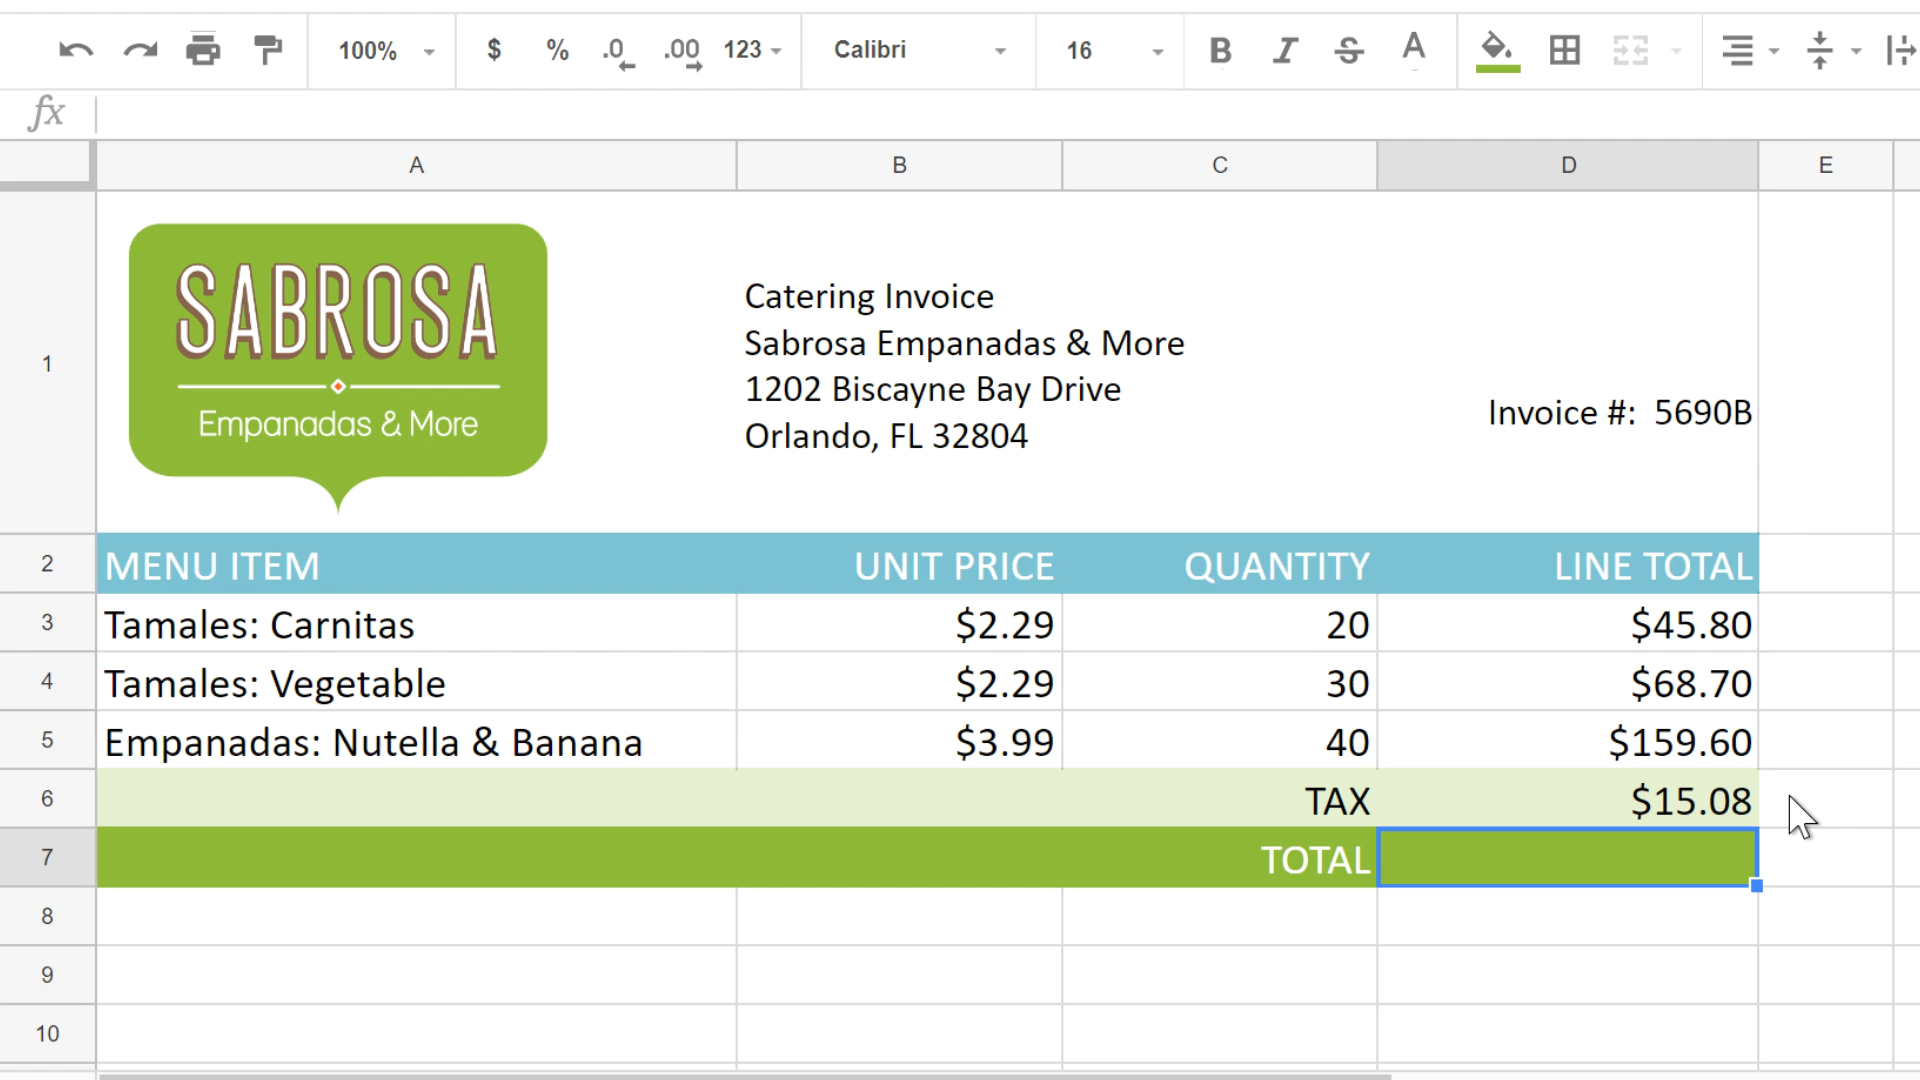 100% $ % .0 .00 123 Calibri 16 B I S A
fx
A B C D E
1
SABROSA
Empanadas & More
Catering Invoice
Sabrosa Empanadas & More
1202 Biscayne Bay Drive
Orlando, FL 32804
Invoice #: 5690B
2 MENU ITEM UNIT PRICE QUANTITY LINE TOTAL
3 Tamales: Carnitas $2.29 20 $45.80
4 Tamales: Vegetable $2.29 30 $68.70
5 Empanadas: Nutella & Banana $3.99 40 $159.60
6 TAX $15.08
7 TOTAL
8
9
10